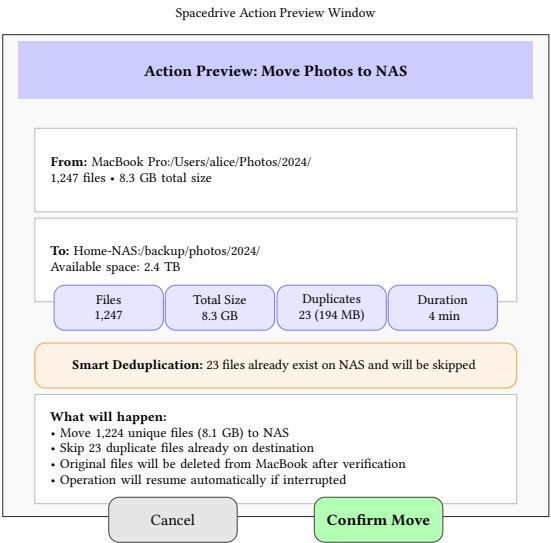 Spacedrive Action Preview Window
Action Preview: Move Photos to NAS
From: MacBook Pro:/Users/alice/Photos/2024/
1,247 files • 8.3 GB total size
To: Home-NAS:/backup/photos/2024/
Available space: 2.4 TB
Files
1,247
Total Size
8.3 GB
Duplicates
23 (194 MB)
Duration
4 min
Smart Deduplication: 23 files already exist on NAS and will be skipped
What will happen:
• Move 1,224 unique files (8.1 GB) to NAS
• Skip 23 duplicate files already on destination
• Original files will be deleted from MacBook after verification
• Operation will resume automatically if interrupted
Cancel
Confirm Move